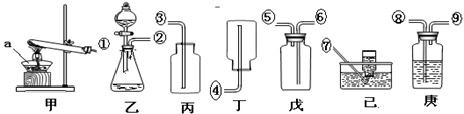 a ① ② ③ ④ ⑤ ⑥ ⑦ ⑧ ⑨
甲 乙 丙 丁 戊 己 庚